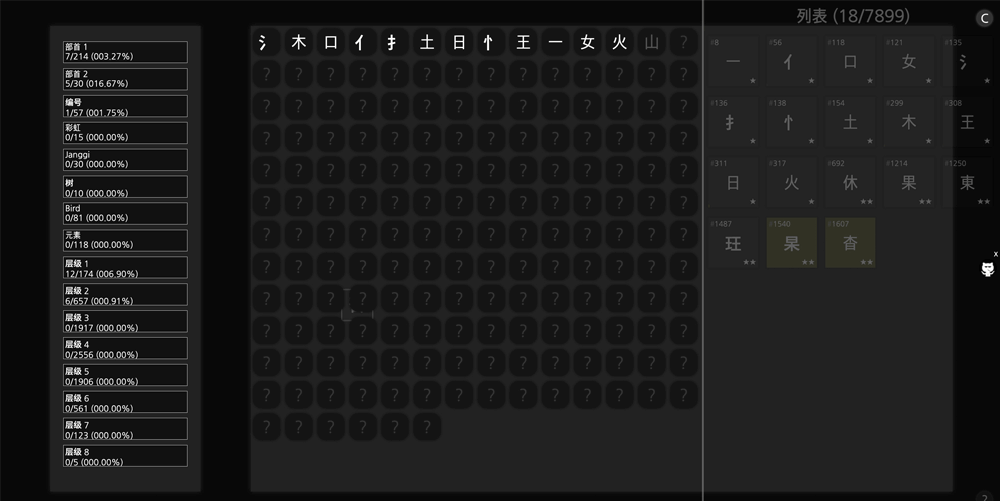 列表 (18/7899)
C
部首 1
7/214 (003.27%)
部首 2
5/30 (016.67%)
编号
1/57 (001.75%)
彩虹
0/15 (000.00%)
Janggi
0/30 (000.00%)
树
0/10 (000.00%)
Bird
0/81 (000.00%)
元素
0/118 (000.00%)
层级 1
12/174 (006.90%)
层级 2
6/657 (000.91%)
层级 3
0/1917 (000.00%)
层级 4
0/2556 (000.00%)
层级 5
0/1906 (000.00%)
层级 6
0/561 (000.00%)
层级 7
0/123 (000.00%)
层级 8
0/5 (000.00%)
氵 木 口 亻 扌 土 日 忄 王 一 女 火 山 ?
? ? ? ? ? ? ? ? ? ? ? ? ? ?
? ? ? ? ? ? ? ? ? ? ? ? ? ?
? ? ? ? ? ? ? ? ? ? ? ? ? ?
? ? ? ? ? ? ? ? ? ? ? ? ? ?
? ? ? ? ? ? ? ? ? ? ? ? ? ?
? ? ? ? ? ? ? ? ? ? ? ? ? ?
? ? ? ? ? ? ? ? ? ? ? ? ? ?
? ? ? ? ? ? ? ? ? ? ? ? ? ?
? ? ? ? ? ? ? ? ? ? ? ? ? ?
? ? ? ? ? ? ? ? ? ? ? ? ? ?
? ? ? ? ? ? ? ? ? ? ? ? ? ?
? ? ? ? ? ?
#8 #56 #118 #121 #135
一 亻 口 女 氵
#136 #138 #154 #299 #308
扌 忄 土 木 王
#311 #317 #692 #1214 #1250
日 火 休 果 東
#1487 #1540 #1607
玨 杲 杳
x
2